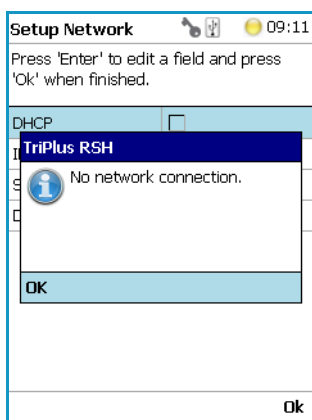 Setup Network 09:11
Press 'Enter' to edit a field and press
'Ok' when finished.
DHCP
TriPlus RSH
No network connection.
OK
Ok